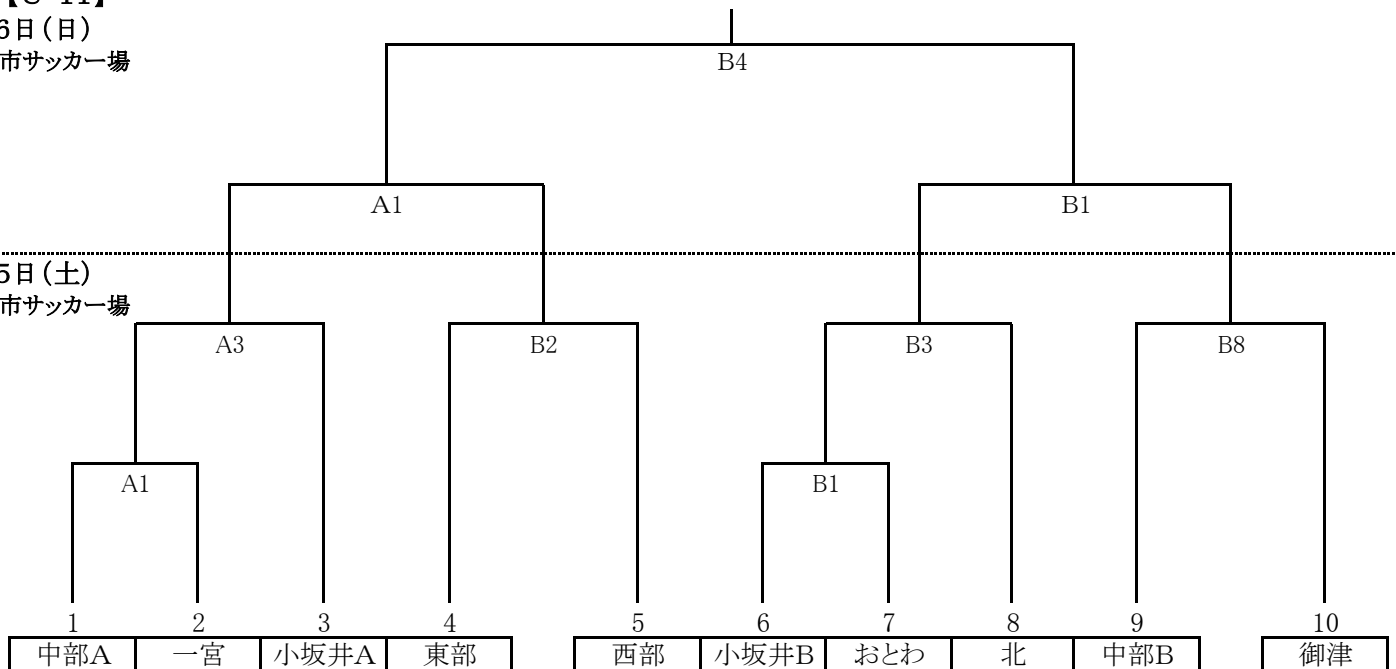 【U-11】
6日(日)
市サッカー場
B4
A1 B1
5日(土)
市サッカー場
A3 B2 B3 B8
A1 B1
1 2 3 4 5 6 7 8 9 10
中部A 一宮 小坂井A 東部 西部 小坂井B おとわ 北 中部B 御津